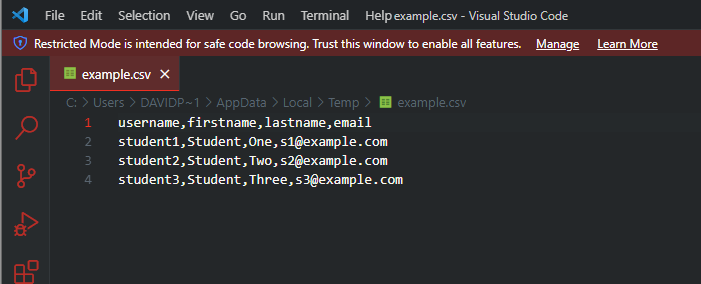 File Edit Selection View Go Run Terminal Help example.csv - Visual Studio Code
Restricted Mode is intended for safe code browsing. Trust this window to enable all features. Manage Learn More
example.csv
C: > Users > DAVIDP~1 > AppData > Local > Temp > example.csv
1 username,firstname,lastname,email
2 student1,Student,One,s1@example.com
3 student2,Student,Two,s2@example.com
4 student3,Student,Three,s3@example.com